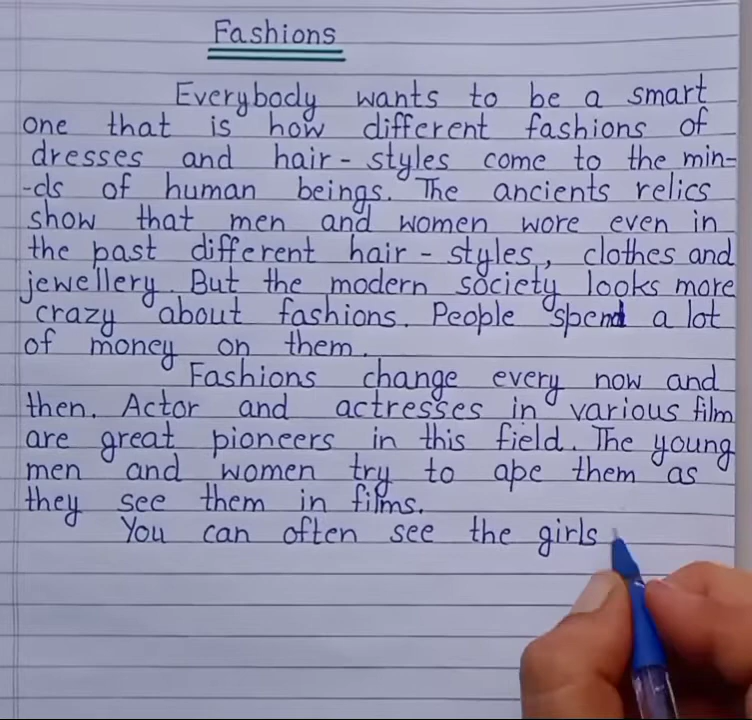 Fashions
Everybody wants to be a smart
one that is how different fashions of
dresses and hair - styles come to the min-
-ds of human beings. The ancients relics
show that men and women wore even in
the past different hair - styles, clothes and
jewellery. But the modern society looks more
crazy about fashions. People spend a lot
of money on them.
Fashions change every now and
then. Actor and actresses in various film
are great pioneers in this field. The young
men and women try to ape them as
they see them in films.
You can often see the girls